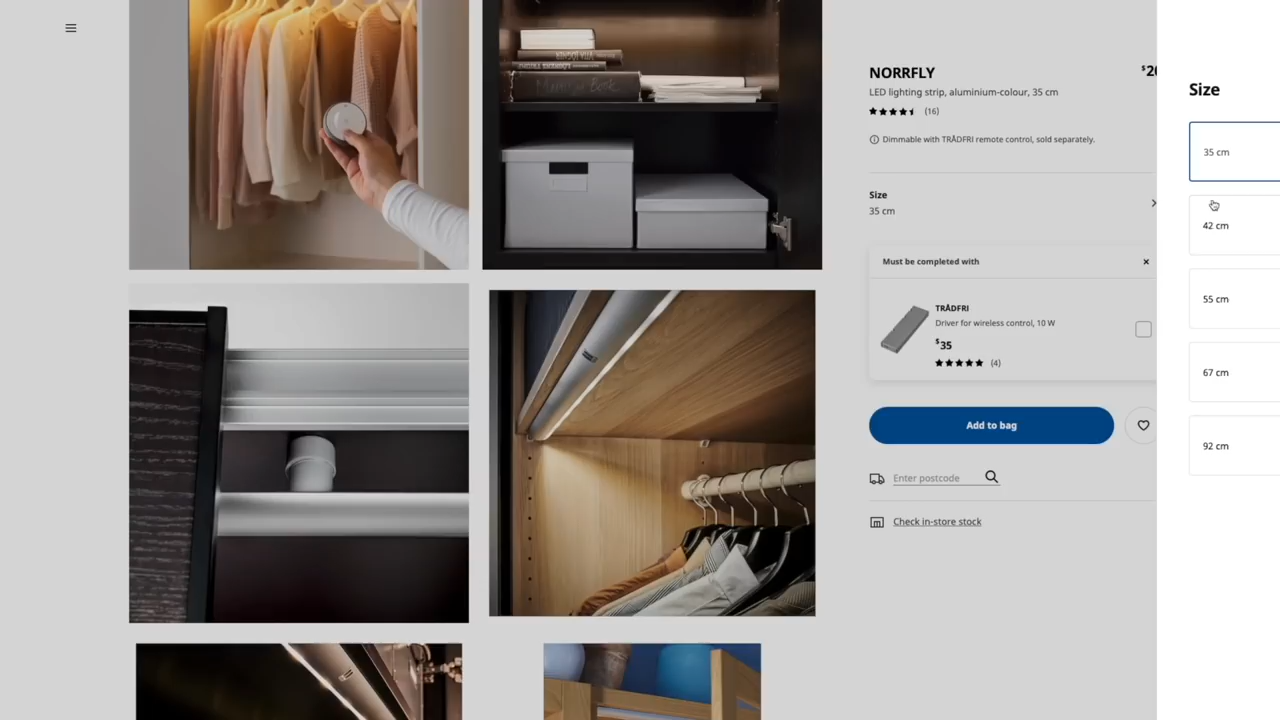 NORRFLY
$20
LED lighting strip, aluminium-colour, 35 cm
(16)
Dimmable with TRÅDFRI remote control, sold separately.
Size
35 cm
Must be completed with
TRÅDFRI
Driver for wireless control, 10 W
$35
(4)
Add to bag
Enter postcode
Check in-store stock
Size
35 cm
42 cm
55 cm
67 cm
92 cm